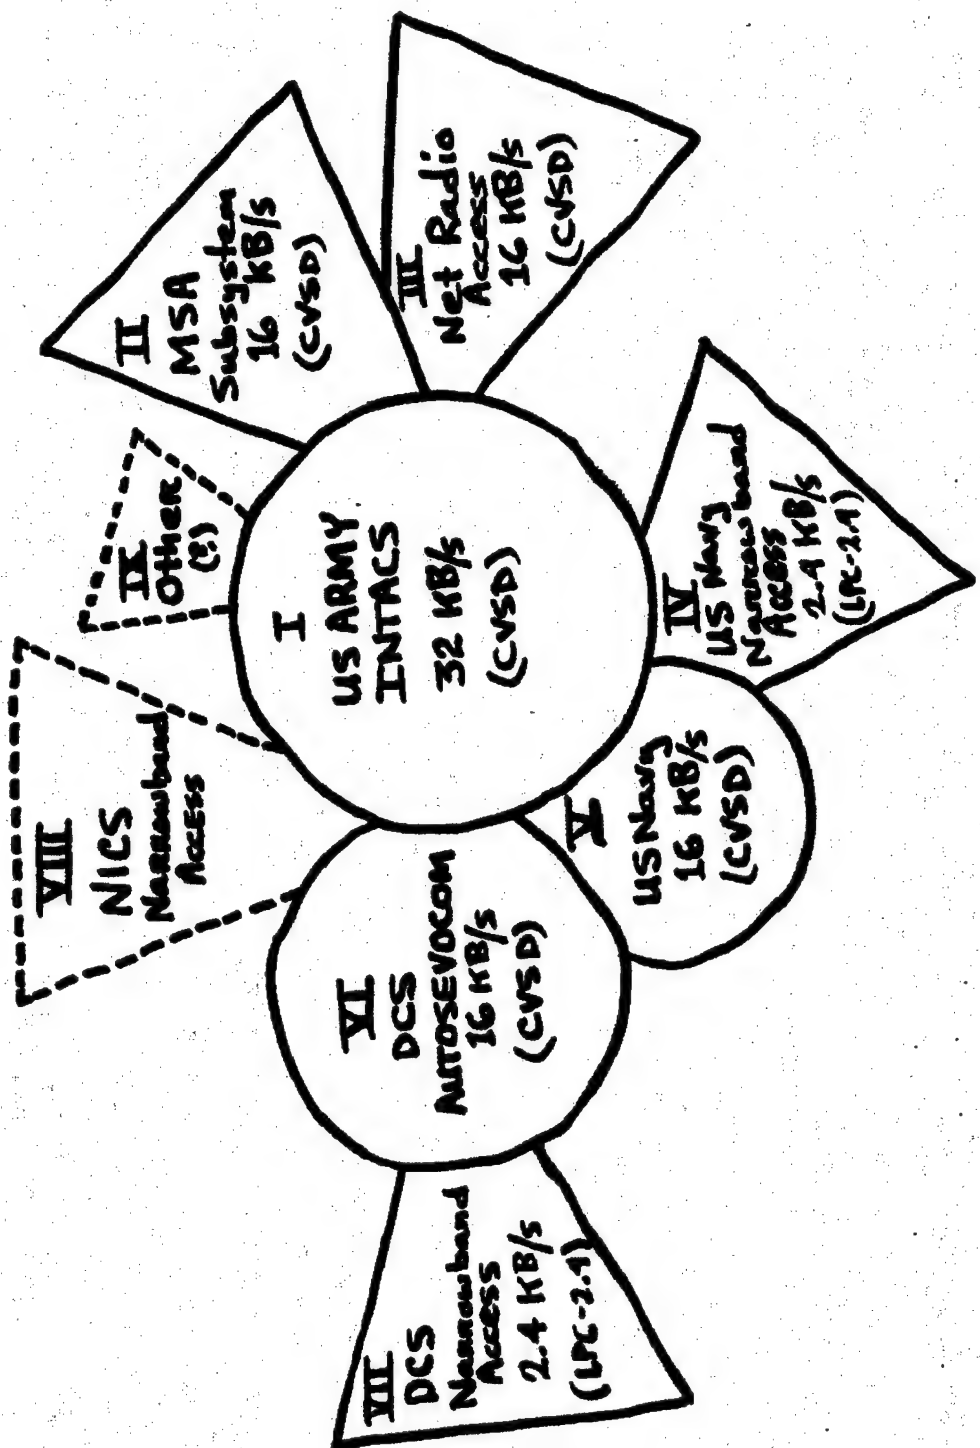 I
US ARMY
INTACS
32 KB/s
(CVSD)
II
MSA
Subsystem
16 KB/s
(CVSD)
III
Net Radio
Access
16 KB/s
(CVSD)
IV
US Navy
Narrowband
Access
2.4 KB/s
(LPC-2.4)
V
US Navy
16 KB/s
(CVSD)
VI
DCS
AUTOSEVOCOM
16 KB/s
(CVSD)
VII
DCS
Narrowband
Access
2.4 KB/s
(LPC-2.4)
VIII
NICS
Narrowband
Access
IX
Other
(?)